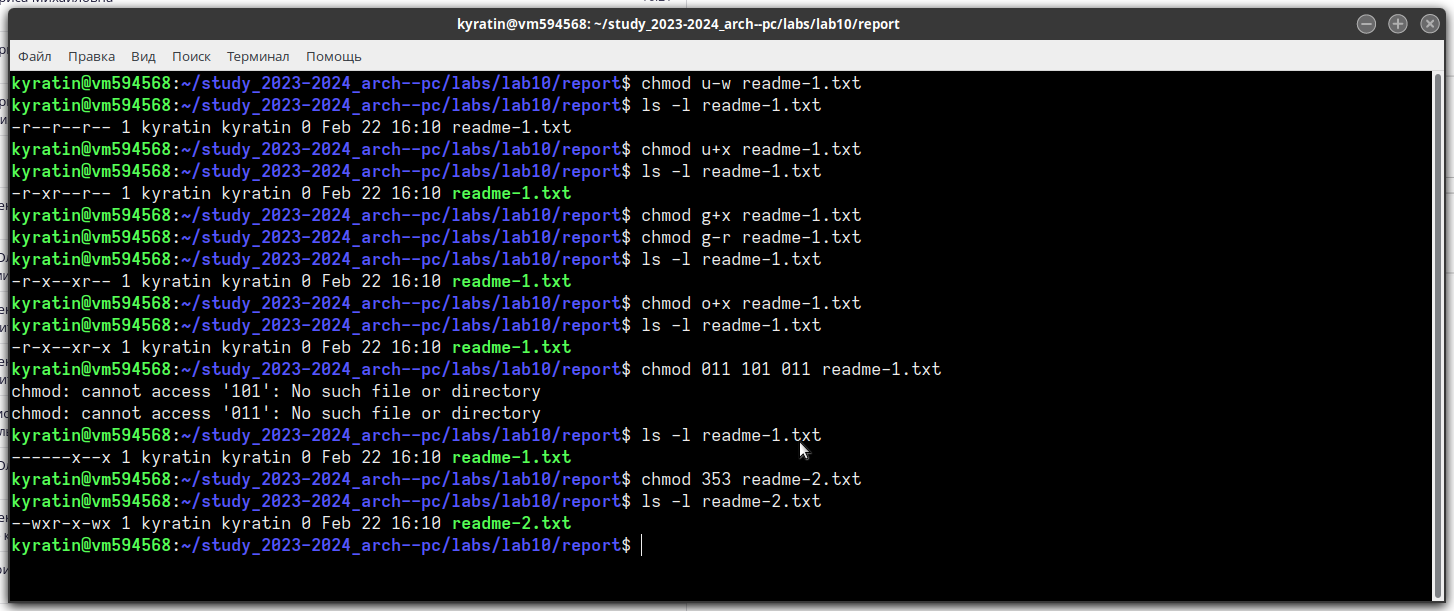 kyratin@vm594568: ~/study_2023-2024_arch--pc/labs/lab10/report
Файл Правка Вид Поиск Терминал Помощь
kyratin@vm594568:~/study_2023-2024_arch--pc/labs/lab10/report$ chmod u-w readme-1.txt
kyratin@vm594568:~/study_2023-2024_arch--pc/labs/lab10/report$ ls -l readme-1.txt
-r--r--r-- 1 kyratin kyratin 0 Feb 22 16:10 readme-1.txt
kyratin@vm594568:~/study_2023-2024_arch--pc/labs/lab10/report$ chmod u+x readme-1.txt
kyratin@vm594568:~/study_2023-2024_arch--pc/labs/lab10/report$ ls -l readme-1.txt
-r-xr--r-- 1 kyratin kyratin 0 Feb 22 16:10 readme-1.txt
kyratin@vm594568:~/study_2023-2024_arch--pc/labs/lab10/report$ chmod g+x readme-1.txt
kyratin@vm594568:~/study_2023-2024_arch--pc/labs/lab10/report$ chmod g-r readme-1.txt
kyratin@vm594568:~/study_2023-2024_arch--pc/labs/lab10/report$ ls -l readme-1.txt
-r-x--xr-- 1 kyratin kyratin 0 Feb 22 16:10 readme-1.txt
kyratin@vm594568:~/study_2023-2024_arch--pc/labs/lab10/report$ chmod o+x readme-1.txt
kyratin@vm594568:~/study_2023-2024_arch--pc/labs/lab10/report$ ls -l readme-1.txt
-r-x--xr-x 1 kyratin kyratin 0 Feb 22 16:10 readme-1.txt
kyratin@vm594568:~/study_2023-2024_arch--pc/labs/lab10/report$ chmod 011 101 011 readme-1.txt
chmod: cannot access '101': No such file or directory
chmod: cannot access '011': No such file or directory
kyratin@vm594568:~/study_2023-2024_arch--pc/labs/lab10/report$ ls -l readme-1.txt
------x--x 1 kyratin kyratin 0 Feb 22 16:10 readme-1.txt
kyratin@vm594568:~/study_2023-2024_arch--pc/labs/lab10/report$ chmod 353 readme-2.txt
kyratin@vm594568:~/study_2023-2024_arch--pc/labs/lab10/report$ ls -l readme-2.txt
--wxr-x-wx 1 kyratin kyratin 0 Feb 22 16:10 readme-2.txt
kyratin@vm594568:~/study_2023-2024_arch--pc/labs/lab10/report$